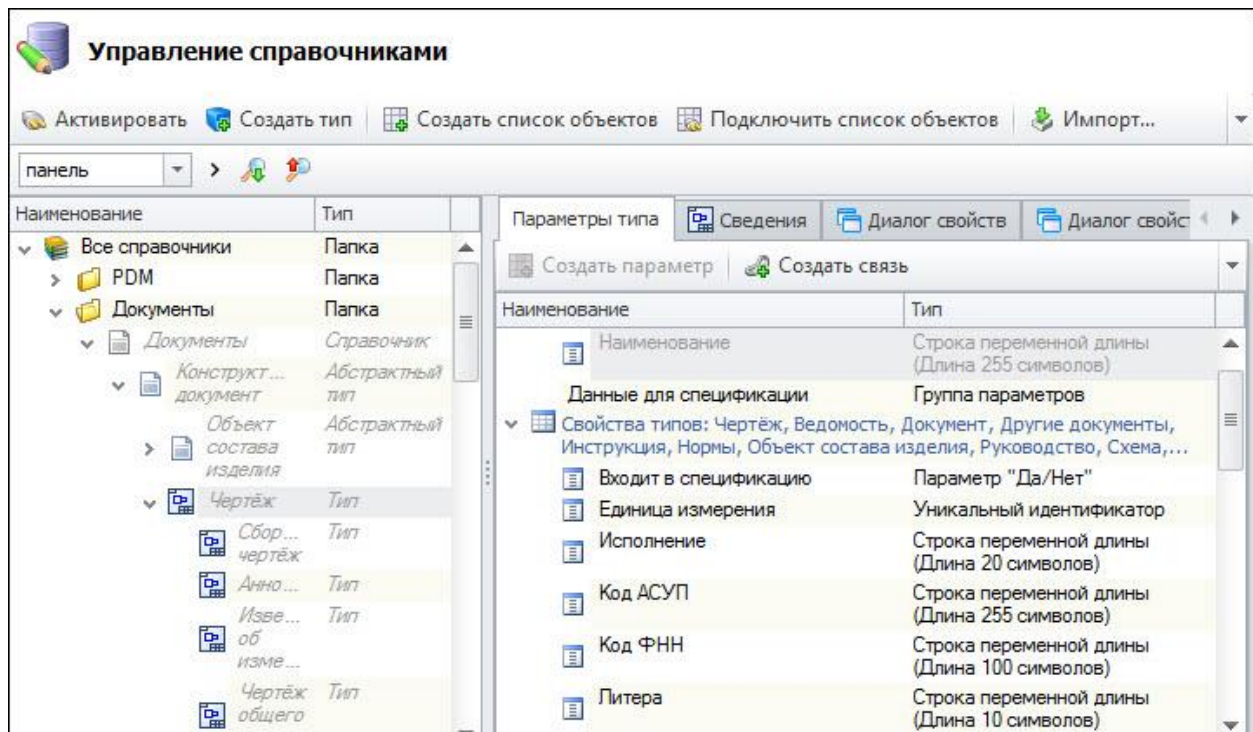 Управление справочниками
Активировать Создать тип Создать список объектов Подключить список объектов Импорт...
панель
Наименование Тип
Все справочники Папка
PDM Папка
Документы Папка
Документы Справочник
Конструкт... Абстрактный
документ тип
Объект Абстрактный
состава тип
изделия
Чертёж Тип
Сбор... Тип
чертёж
Анно... Тип
Изве... Тип
об
изме...
Чертёж Тип
общего
Параметры типа Сведения Диалог свойств Диалог свойст
Создать параметр Создать связь
Наименование Тип
Наименование Строка переменной длины
(Длина 255 символов)
Данные для спецификации Группа параметров
Свойства типов: Чертёж, Ведомость, Документ, Другие документы,
Инструкция, Нормы, Объект состава изделия, Руководство, Схема,...
Входит в спецификацию Параметр "Да/Нет"
Единица измерения Уникальный идентификатор
Исполнение Строка переменной длины
(Длина 20 символов)
Код АСУП Строка переменной длины
(Длина 255 символов)
Код ФНН Строка переменной длины
(Длина 100 символов)
Литера Строка переменной длины
(Длина 10 символов)